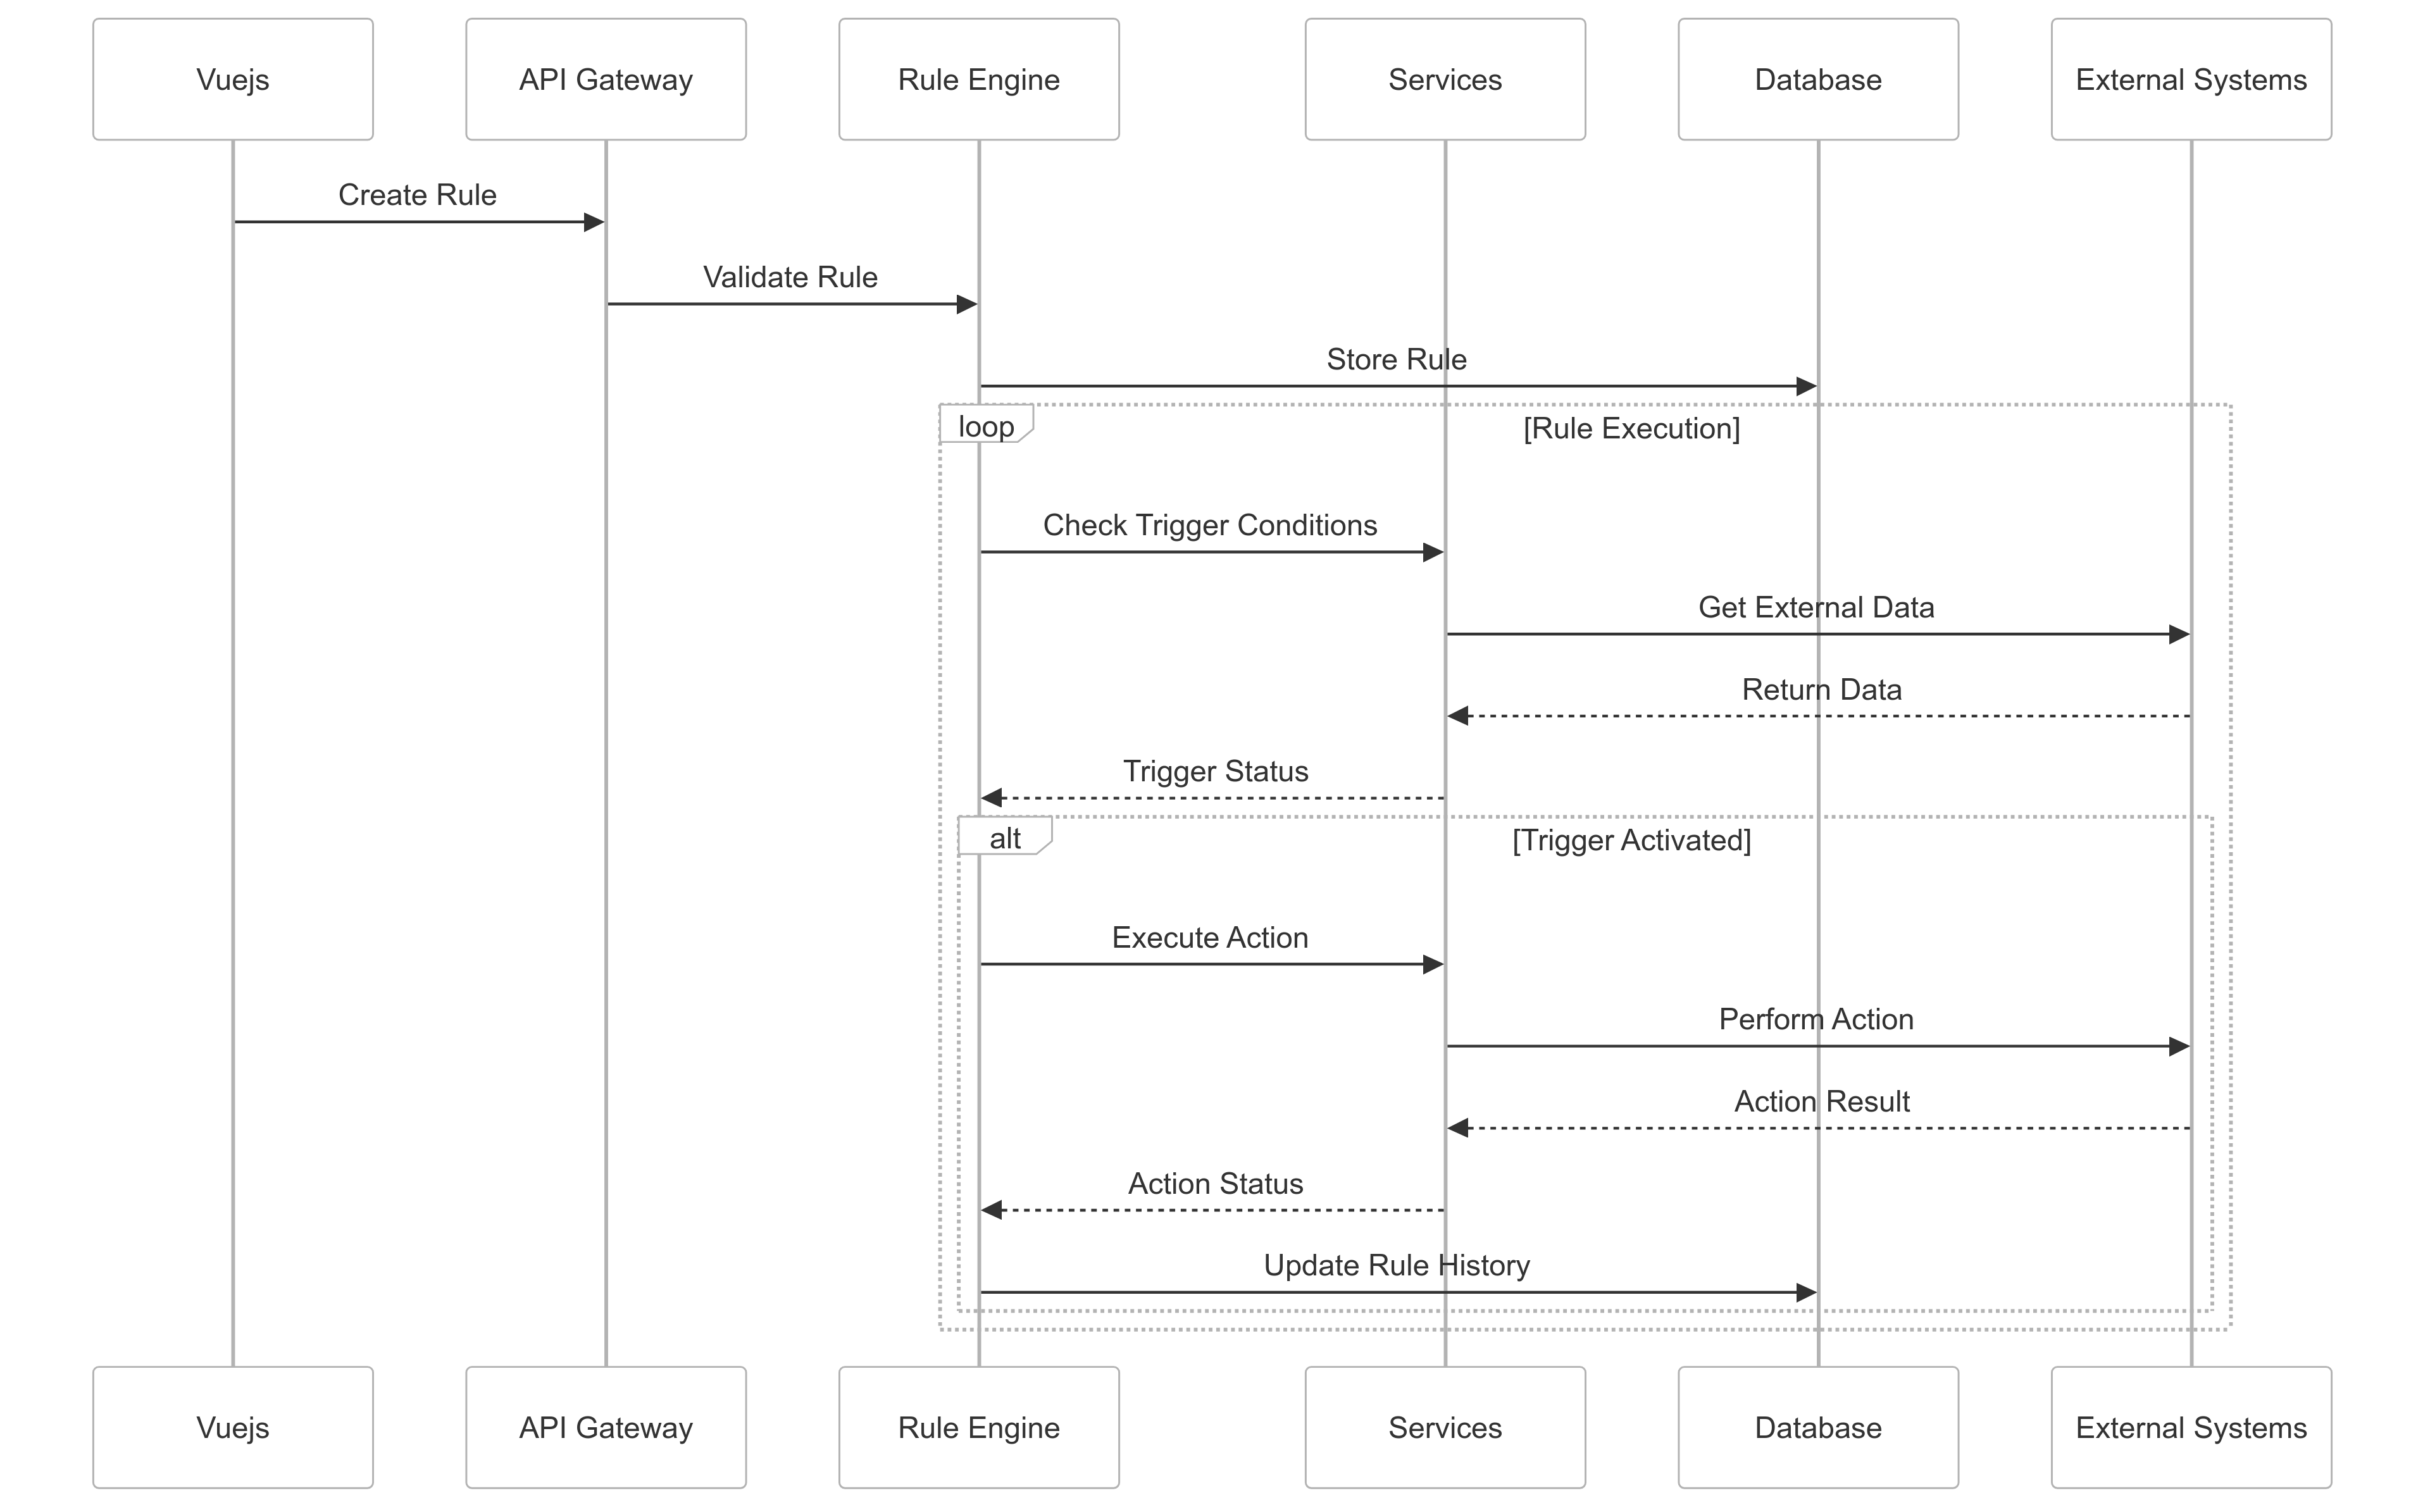 Vuejs
API Gateway
Rule Engine
Services
Database
External Systems
Create Rule
Validate Rule
Store Rule
loop
[Rule Execution]
Check Trigger Conditions
Get External Data
Return Data
Trigger Status
alt
[Trigger Activated]
Execute Action
Perform Action
Action Result
Action Status
Update Rule History
Vuejs
API Gateway
Rule Engine
Services
Database
External Systems